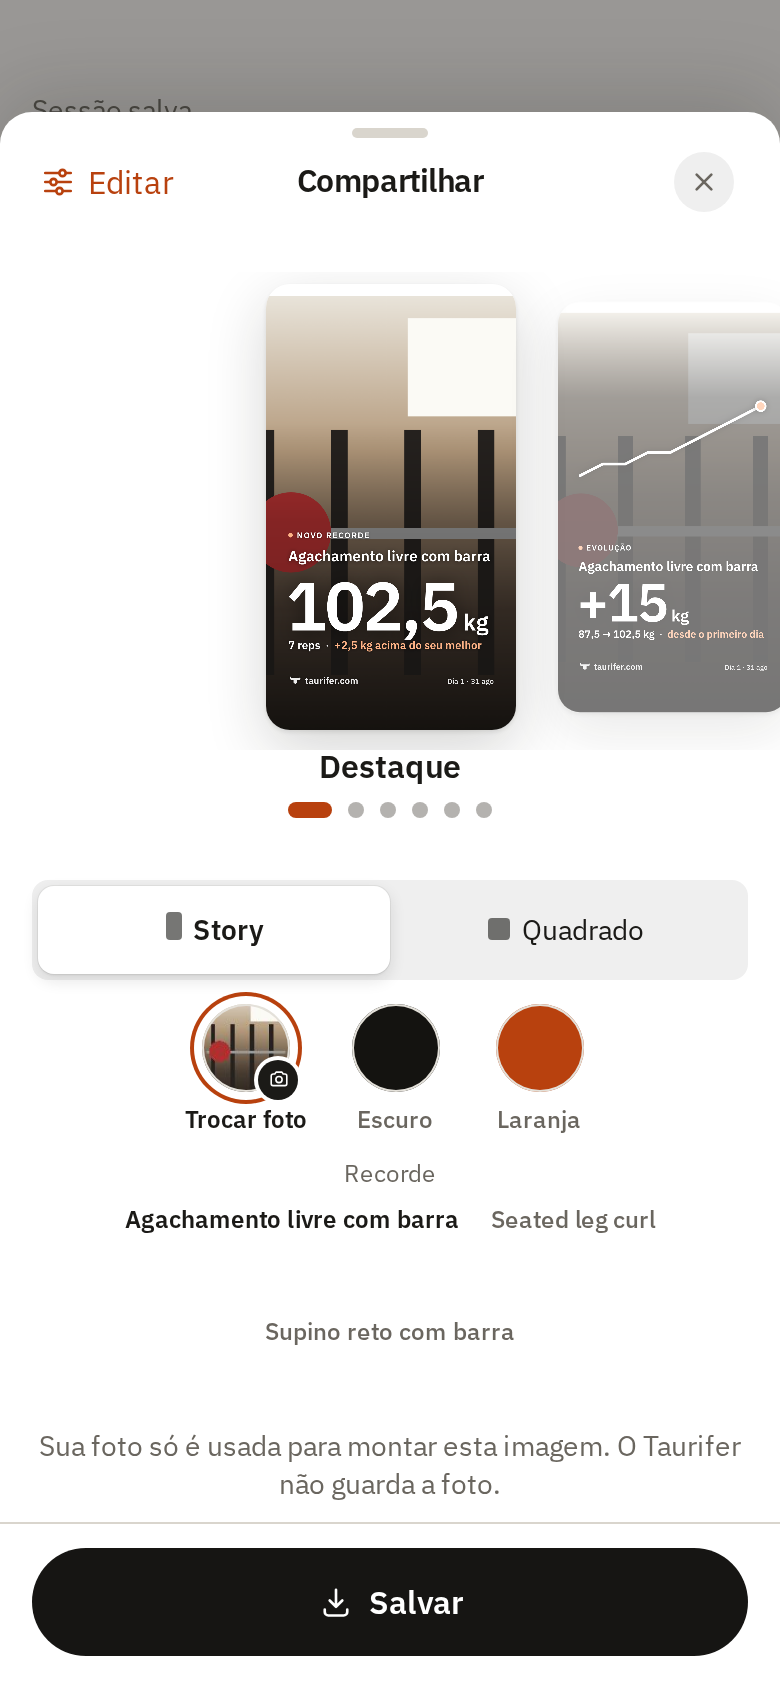 Sessão salva
Editar
Compartilhar
NOVO RECORDE
Agachamento livre com barra
102,5 kg
7 reps · +2,5 kg acima do seu melhor
taurifer.com
Dia 1 · 31 ago
EVOLUÇÃO
Agachamento livre com barra
+15 kg
87,5 → 102,5 kg · desde o primeiro dia
taurifer.com
Dia 1 · 31 ago
Destaque
Story
Quadrado
Trocar foto
Escuro
Laranja
Recorde
Agachamento livre com barra
Seated leg curl
Supino reto com barra
Sua foto só é usada para montar esta imagem. O Taurifer
não guarda a foto.
Salvar